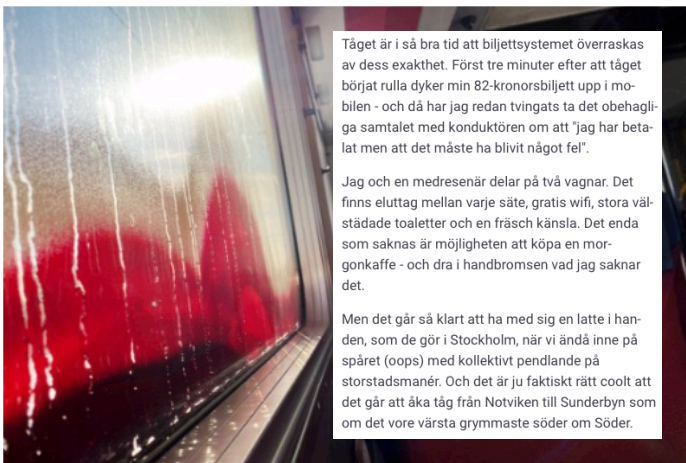 Tåget är i så bra tid att biljettsystemet överraskas
av dess exakthet. Först tre minuter efter att tåget
börjat rulla dyker min 82-kronorsbiljett upp i mo-
bilen - och då har jag redan tvingats ta det obehagli-
ga samtalet med konduktören om att "jag har beta-
lat men att det måste ha blivit något fel".
Jag och en medresenär delar på två vagnar. Det
finns eluttag mellan varje säte, gratis wifi, stora väl-
städade toaletter och en fräsch känsla. Det enda
som saknas är möjligheten att köpa en mor-
gonkaffe - och dra i handbromsen vad jag saknar
det.
Men det går så klart att ha med sig en latte i han-
den, som de gör i Stockholm, när vi ändå inne på
spåret (oops) med kollektivt pendlande på
storstadsmanér. Och det är ju faktiskt rätt coolt att
det går att åka tåg från Notviken till Sunderbyn som
om det vore värsta grymmaste söder om Söder.